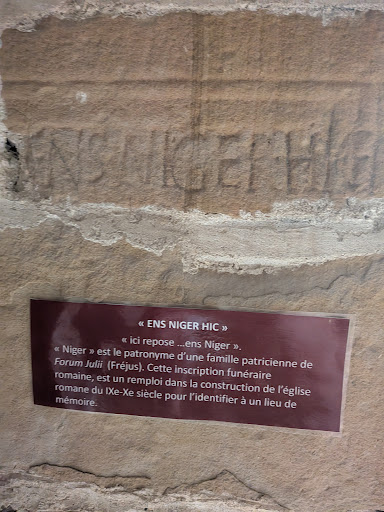 ENS NIGER HIC
« ENS NIGER HIC »
« ici repose ...ens Niger ».
« Niger » est le patronyme d'une famille patricienne de
Forum Julii (Fréjus). Cette inscription funéraire
romaine, est un remploi dans la construction de l'église
romane du IXe-Xe siècle pour l'identifier à un lieu de
mémoire.